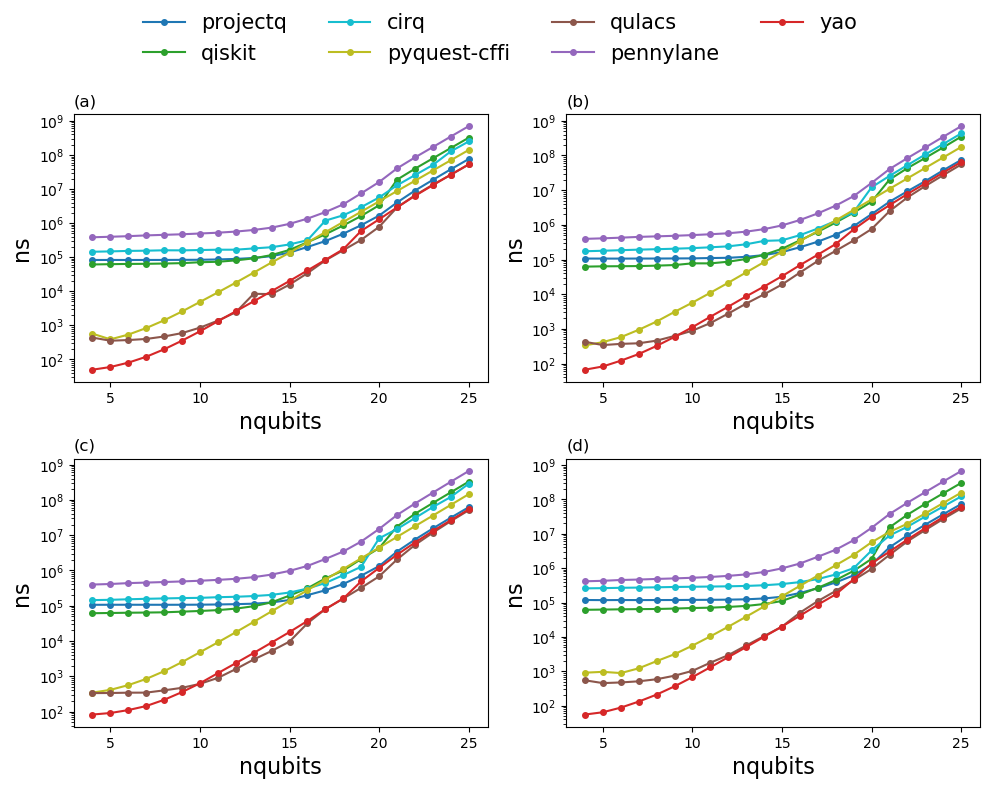 projectq cirq qulacs yao
qiskit pyquest-cffi pennylane
(a) (b)
10⁹ 10⁹
10⁸ 10⁸
10⁷ 10⁷
10⁶ 10⁶
ns 10⁵ ns 10⁵
10⁴ 10⁴
10³ 10³
10² 10²
5 10 15 20 25 5 10 15 20 25
nqubits nqubits
(c) (d)
10⁹ 10⁹
10⁸ 10⁸
10⁷ 10⁷
10⁶ 10⁶
ns 10⁵ ns 10⁵
10⁴ 10⁴
10³ 10³
10² 10²
5 10 15 20 25 5 10 15 20 25
nqubits nqubits